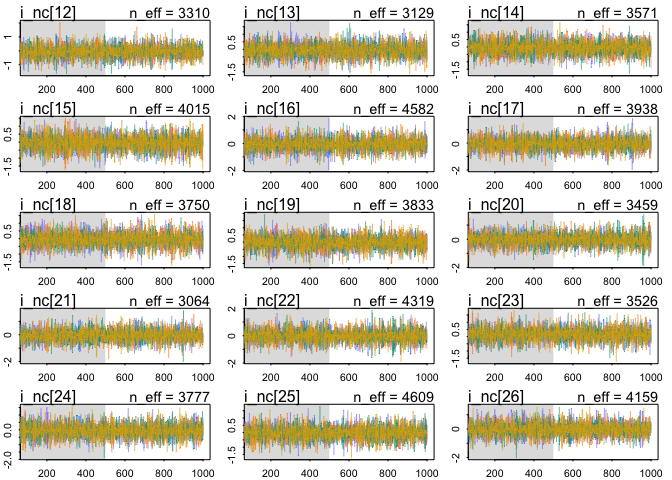 i_nc[12] n_eff = 3310 i_nc[13] n_eff = 3129 i_nc[14] n_eff = 3571
1 -1 0.5 -1.5 0.5 -1.5
200 400 600 800 1000 200 400 600 800 1000 200 400 600 800 1000
i_nc[15] n_eff = 4015 i_nc[16] n_eff = 4582 i_nc[17] n_eff = 3938
0.5 -1.5 2 0 -2 0 -2
200 400 600 800 1000 200 400 600 800 1000 200 400 600 800 1000
i_nc[18] n_eff = 3750 i_nc[19] n_eff = 3833 i_nc[20] n_eff = 3459
0.5 -1.5 0.5 -1.5 0 -2
200 400 600 800 1000 200 400 600 800 1000 200 400 600 800 1000
i_nc[21] n_eff = 3064 i_nc[22] n_eff = 4319 i_nc[23] n_eff = 3526
0 -2 2 0 -2 0.5 -1.5
200 400 600 800 1000 200 400 600 800 1000 200 400 600 800 1000
i_nc[24] n_eff = 3777 i_nc[25] n_eff = 4609 i_nc[26] n_eff = 4159
0.0 -2.0 0.5 -1.5 0 -2
200 400 600 800 1000 200 400 600 800 1000 200 400 600 800 1000